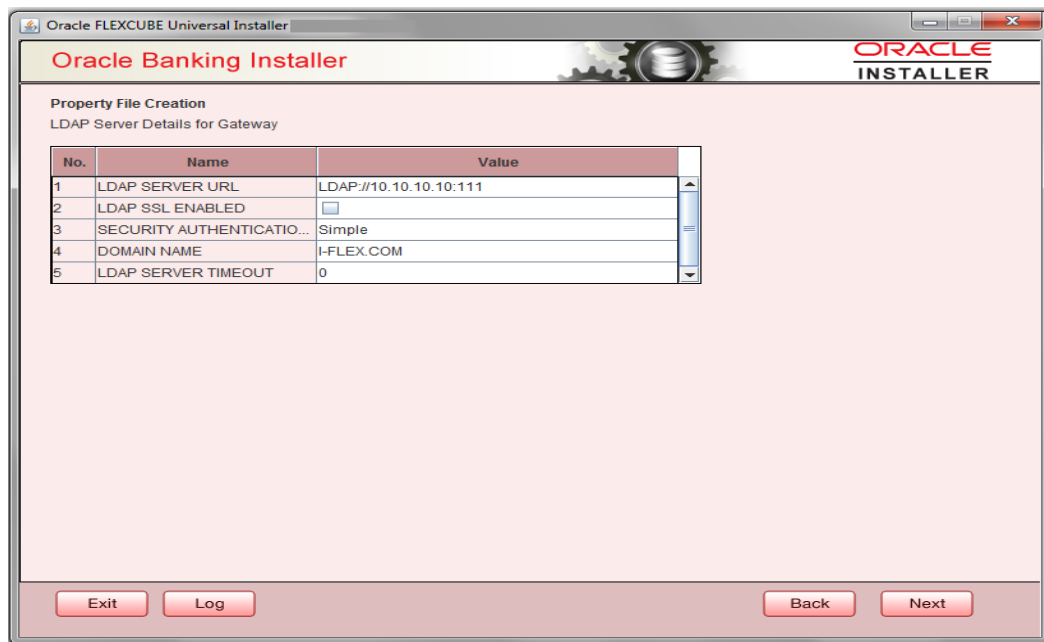 Oracle FLEXCUBE Universal Installer
Oracle Banking Installer
ORACLE
INSTALLER
Property File Creation
LDAP Server Details for Gateway
No. Name Value
1 LDAP SERVER URL LDAP://10.10.10.10:111
2 LDAP SSL ENABLED
3 SECURITY AUTHENTICATIO... Simple
4 DOMAIN NAME I-FLEX.COM
5 LDAP SERVER TIMEOUT 0
Exit Log Back Next